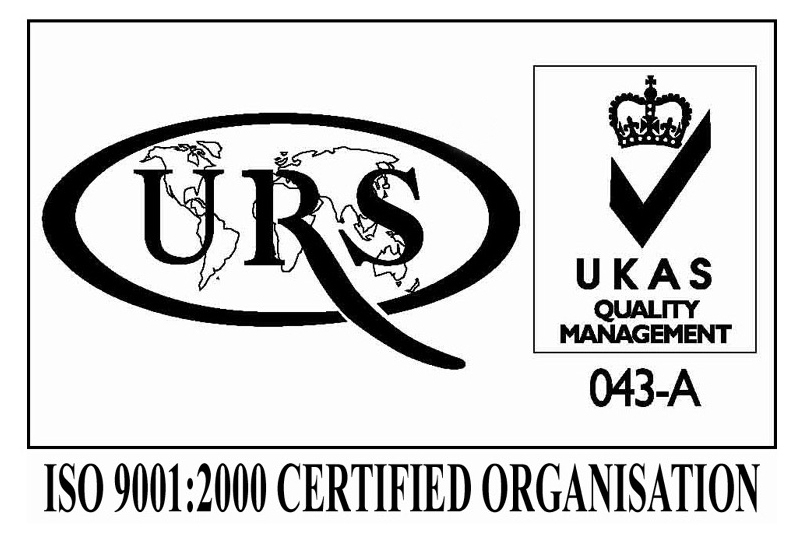 URS
UKAS
QUALITY
MANAGEMENT
043-A
ISO 9001:2000 CERTIFIED ORGANISATION